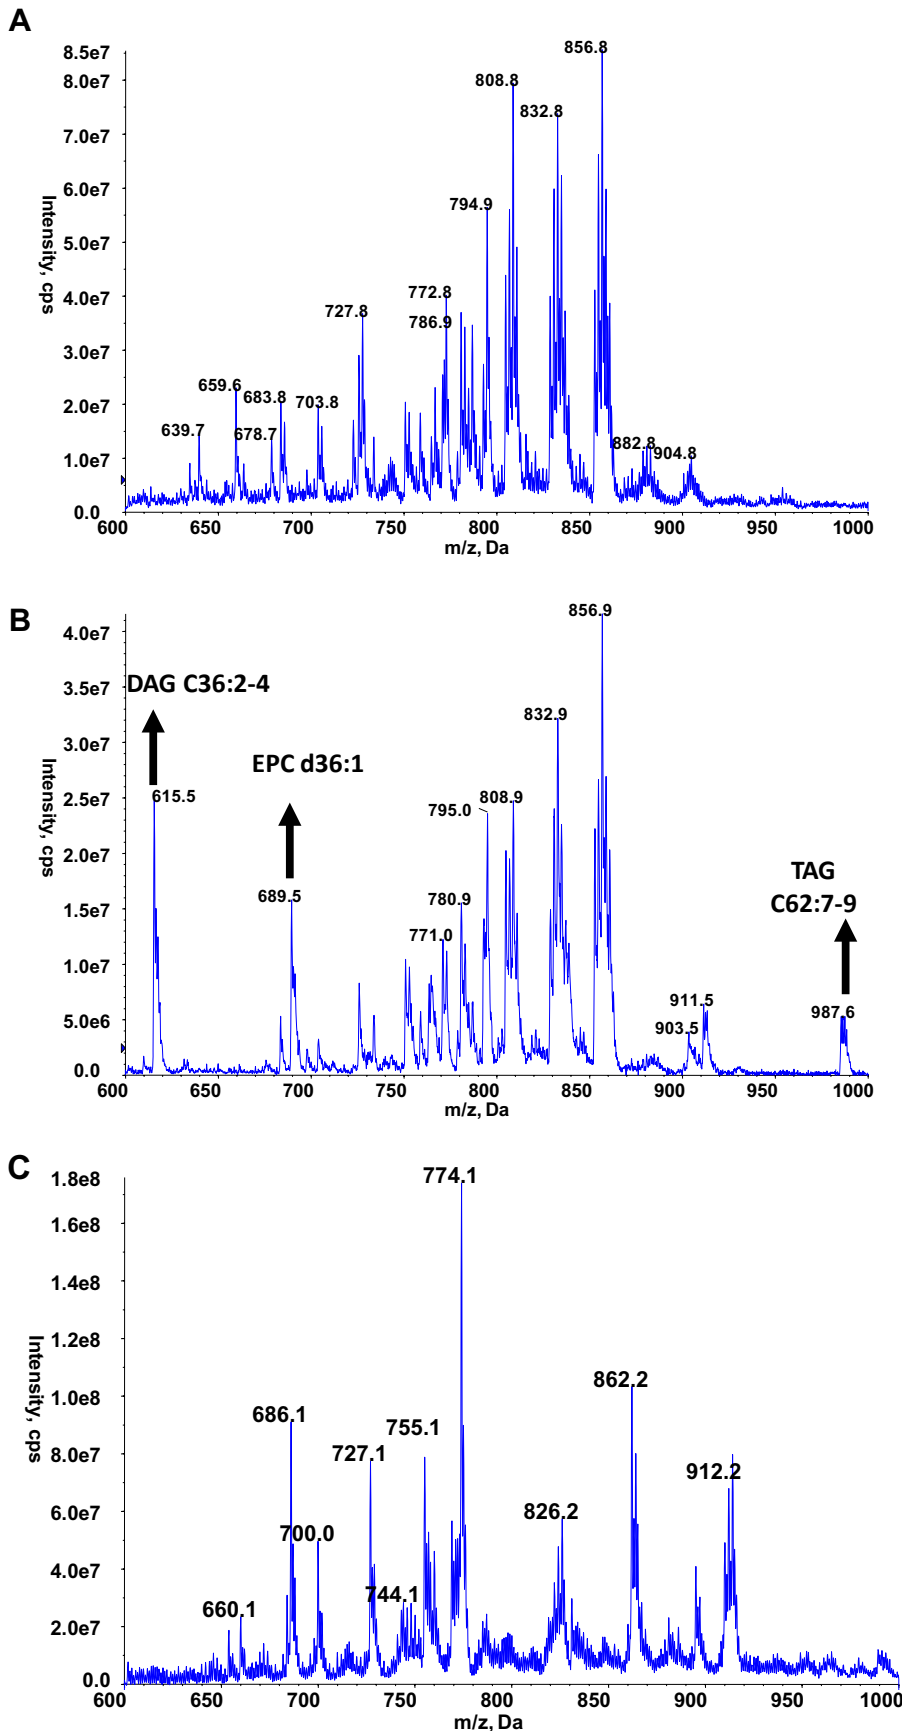 A
8.5e7
8.0e7
7.0e7
6.0e7
5.0e7
4.0e7
3.0e7
2.0e7
1.0e7
0.0
Intensity, cps
856.8
808.8
832.8
794.9
772.8
786.9
727.8
659.6
683.8
703.8
639.7
678.7
882.8
904.8
600 650 700 750 800 850 900 950 1000
m/z, Da
B
4.0e7
3.5e7
3.0e7
2.5e7
2.0e7
1.5e7
1.0e7
5.0e6
0.0
Intensity, cps
DAG C36:2-4
EPC d36:1
TAG
C62:7-9
856.9
832.9
615.5
795.0
808.9
689.5
780.9
771.0
911.5
903.5
987.6
600 650 700 750 800 850 900 950 1000
m/z, Da
C
1.8e8
1.6e8
1.4e8
1.2e8
1.0e8
8.0e7
6.0e7
4.0e7
2.0e7
0.0
Intensity, cps
774.1
862.2
686.1
755.1
727.1
912.2
826.2
700.0
744.1
660.1
600 650 700 750 800 850 900 950 1000
m/z, Da